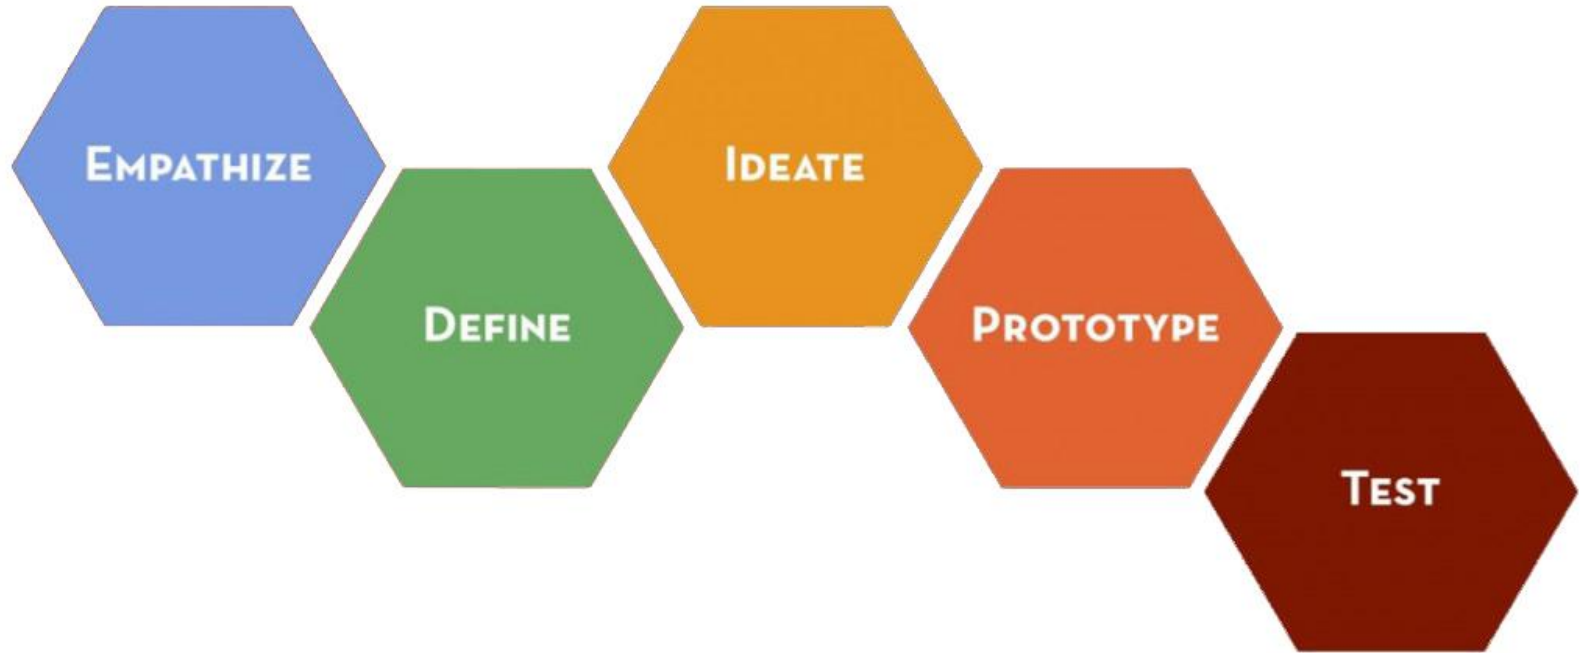 EMPATHIZE
DEFINE
IDEATE
PROTOTYPE
TEST